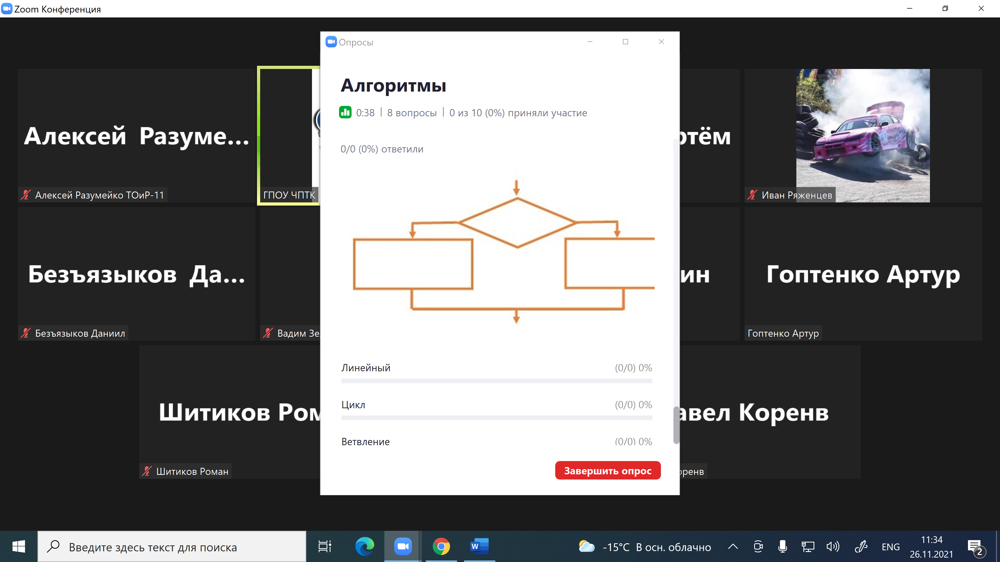 Zoom Конференция
Опросы
Алгоритмы
0:38 | 8 вопросы | 0 из 10 (0%) приняли участие
0/0 (0%) ответили
Линейный (0/0) 0%
Цикл (0/0) 0%
Ветвление (0/0) 0%
Завершить опрос
Алексей Разуме...
Алексей Разумейко ТОиР-11
ГПОУ ЧПТК
ртём
Иван Ряженцев
Безъязыков Да...
Безъязыков Даниил
Вадим Зе
ин
Гоптенко Артур
Гоптенко Артур
Шитиков Ром
Шитиков Роман
авел Коренв
оренв
Введите здесь текст для поиска
W
-15°C В осн. облачно
ENG
11:34
26.11.2021
2